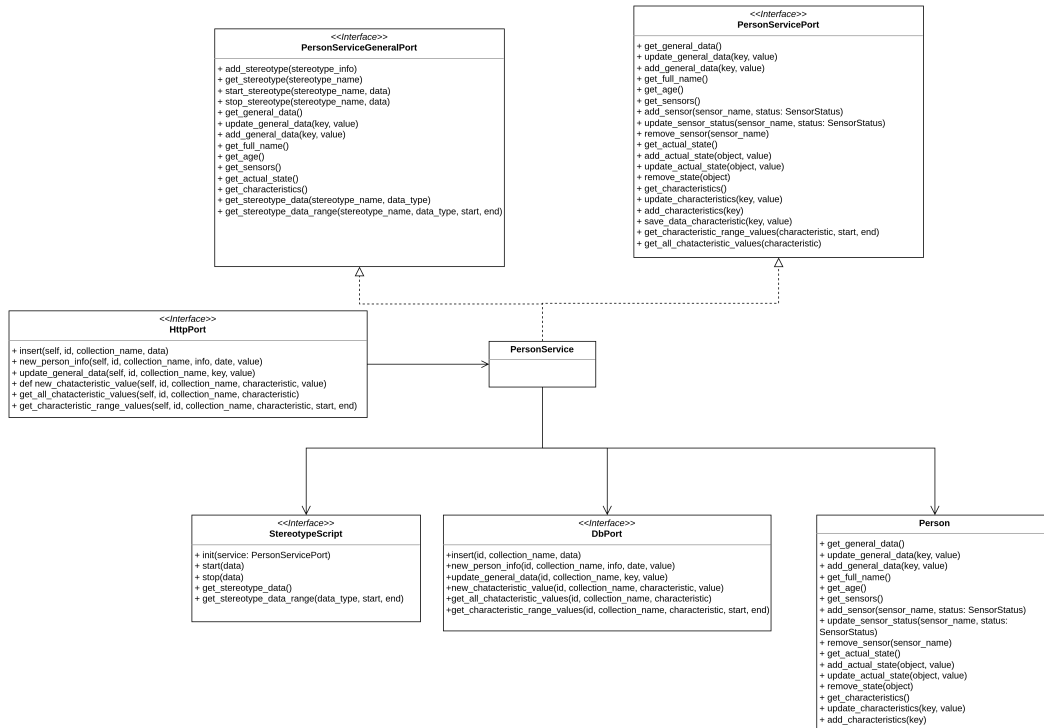 <<Interface>>
PersonServiceGeneralPort
+ add_stereotype(stereotype_info)
+ get_stereotype(stereotype_name)
+ start_stereotype(stereotype_name, data)
+ stop_stereotype(stereotype_name, data)
+ get_general_data()
+ update_general_data(key, value)
+ add_general_data(key, value)
+ get_full_name()
+ get_age()
+ get_sensors()
+ get_actual_state()
+ get_characteristics()
+ get_stereotype_data(stereotype_name, data_type)
+ get_stereotype_data_range(stereotype_name, data_type, start, end)
<<Interface>>
PersonServicePort
+ get_general_data()
+ update_general_data(key, value)
+ add_general_data(key, value)
+ get_full_name()
+ get_age()
+ get_sensors()
+ add_sensor(sensor_name, status: SensorStatus)
+ update_sensor_status(sensor_name, status: SensorStatus)
+ remove_sensor(sensor_name)
+ get_actual_state()
+ add_actual_state(object, value)
+ update_actual_state(object, value)
+ remove_state(object)
+ get_characteristics()
+ update_characteristics(key, value)
+ add_characteristics(key)
+ save_data_characteristic(key, value)
+ get_characteristic_range_values(characteristic, start, end)
+ get_all_chatacteristic_values(characteristic)
<<Interface>>
HttpPort
+ insert(self, id, collection_name, data)
+ new_person_info(self, id, collection_name, info, date, value)
+ update_general_data(self, id, collection_name, key, value)
+ def new_chatacteristic_value(self, id, collection_name, characteristic, value)
+ get_all_chatacteristic_values(self, id, collection_name, characteristic)
+ get_characteristic_range_values(self, id, collection_name, characteristic, start, end)
PersonService
<<Interface>>
StereotypeScript
+ init(service: PersonServicePort)
+ start(data)
+ stop(data)
+ get_stereotype_data()
+ get_stereotype_data_range(data_type, start, end)
<<Interface>>
DbPort
+insert(id, collection_name, data)
+new_person_info(id, collection_name, info, date, value)
+update_general_data(id, collection_name, key, value)
+new_chatacteristic_value(id, collection_name, characteristic, value)
+get_all_chatacteristic_values(id, collection_name, characteristic)
+get_characteristic_range_values(id, collection_name, characteristic, start, end)
Person
+ get_general_data()
+ update_general_data(key, value)
+ add_general_data(key, value)
+ get_full_name()
+ get_age()
+ get_sensors()
+ add_sensor(sensor_name, status: SensorStatus)
+ update_sensor_status(sensor_name, status:
SensorStatus)
+ remove_sensor(sensor_name)
+ get_actual_state()
+ add_actual_state(object, value)
+ update_actual_state(object, value)
+ remove_state(object)
+ get_characteristics()
+ update_characteristics(key, value)
+ add_characteristics(key)